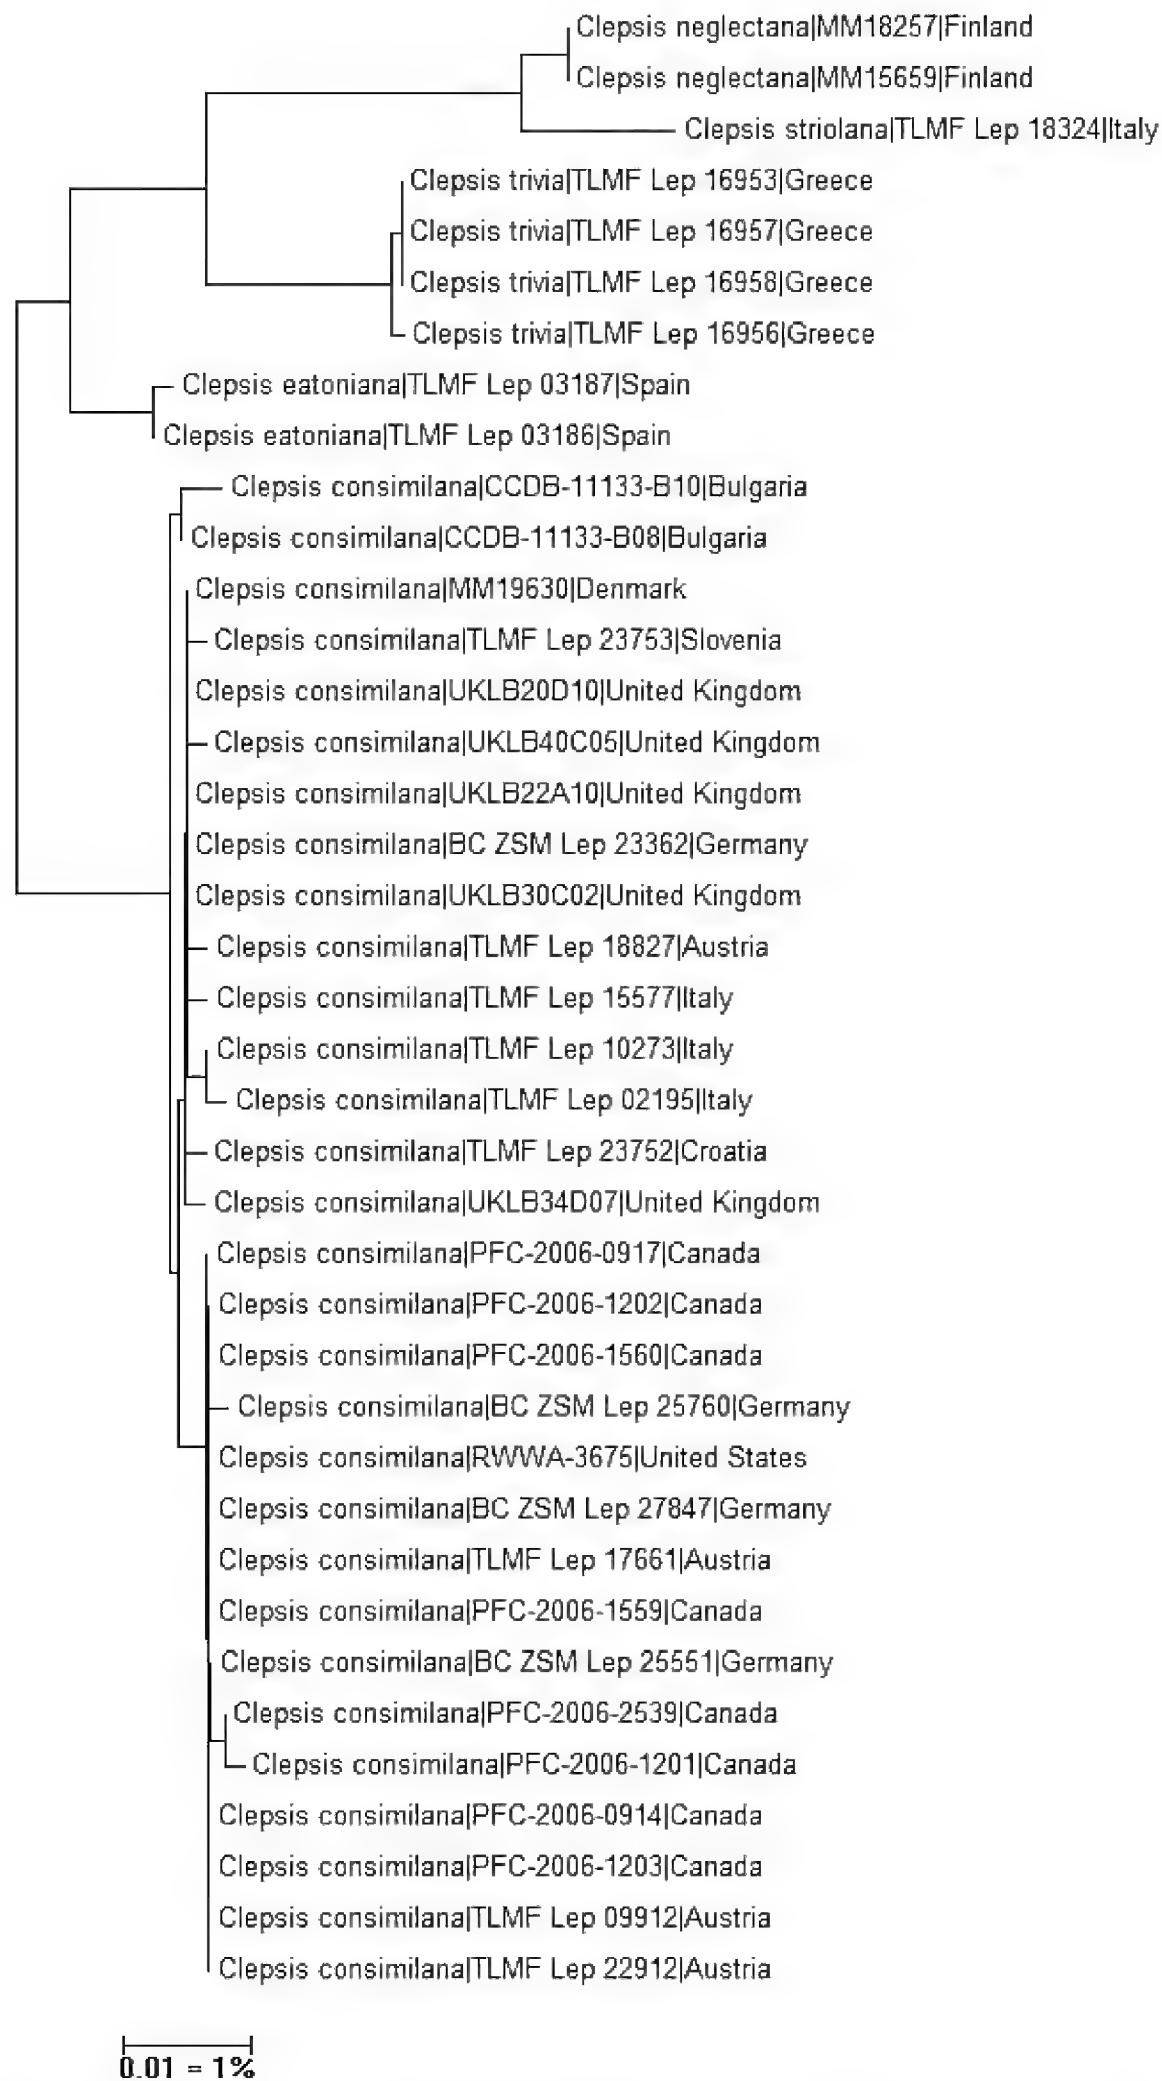 Clepsis neglectana|MM18257|Finland
Clepsis neglectana|MM15659|Finland
Clepsis striolana|TLMF Lep 18324|Italy
Clepsis trivia|TLMF Lep 16953|Greece
Clepsis trivia|TLMF Lep 16957|Greece
Clepsis trivia|TLMF Lep 16958|Greece
Clepsis trivia|TLMF Lep 16956|Greece
Clepsis eatoniana|TLMF Lep 03187|Spain
Clepsis eatoniana|TLMF Lep 03186|Spain
Clepsis consimilana|CCDB-11133-B10|Bulgaria
Clepsis consimilana|CCDB-11133-B08|Bulgaria
Clepsis consimilana|MM19630|Denmark
Clepsis consimilana|TLMF Lep 23753|Slovenia
Clepsis consimilana|UKLB20D10|United Kingdom
Clepsis consimilana|UKLB40C05|United Kingdom
Clepsis consimilana|UKLB22A10|United Kingdom
Clepsis consimilana|BC ZSM Lep 23362|Germany
Clepsis consimilana|UKLB30C02|United Kingdom
Clepsis consimilana|TLMF Lep 18827|Austria
Clepsis consimilana|TLMF Lep 15577|Italy
Clepsis consimilana|TLMF Lep 10273|Italy
Clepsis consimilana|TLMF Lep 02195|Italy
Clepsis consimilana|TLMF Lep 23752|Croatia
Clepsis consimilana|UKLB34D07|United Kingdom
Clepsis consimilana|PFC-2006-0917|Canada
Clepsis consimilana|PFC-2006-1202|Canada
Clepsis consimilana|PFC-2006-1560|Canada
Clepsis consimilana|BC ZSM Lep 25760|Germany
Clepsis consimilana|RWWA-3675|United States
Clepsis consimilana|BC ZSM Lep 27847|Germany
Clepsis consimilana|TLMF Lep 17661|Austria
Clepsis consimilana|PFC-2006-1559|Canada
Clepsis consimilana|BC ZSM Lep 25551|Germany
Clepsis consimilana|PFC-2006-2539|Canada
Clepsis consimilana|PFC-2006-1201|Canada
Clepsis consimilana|PFC-2006-0914|Canada
Clepsis consimilana|PFC-2006-1203|Canada
Clepsis consimilana|TLMF Lep 09912|Austria
Clepsis consimilana|TLMF Lep 22912|Austria
0.01 = 1%